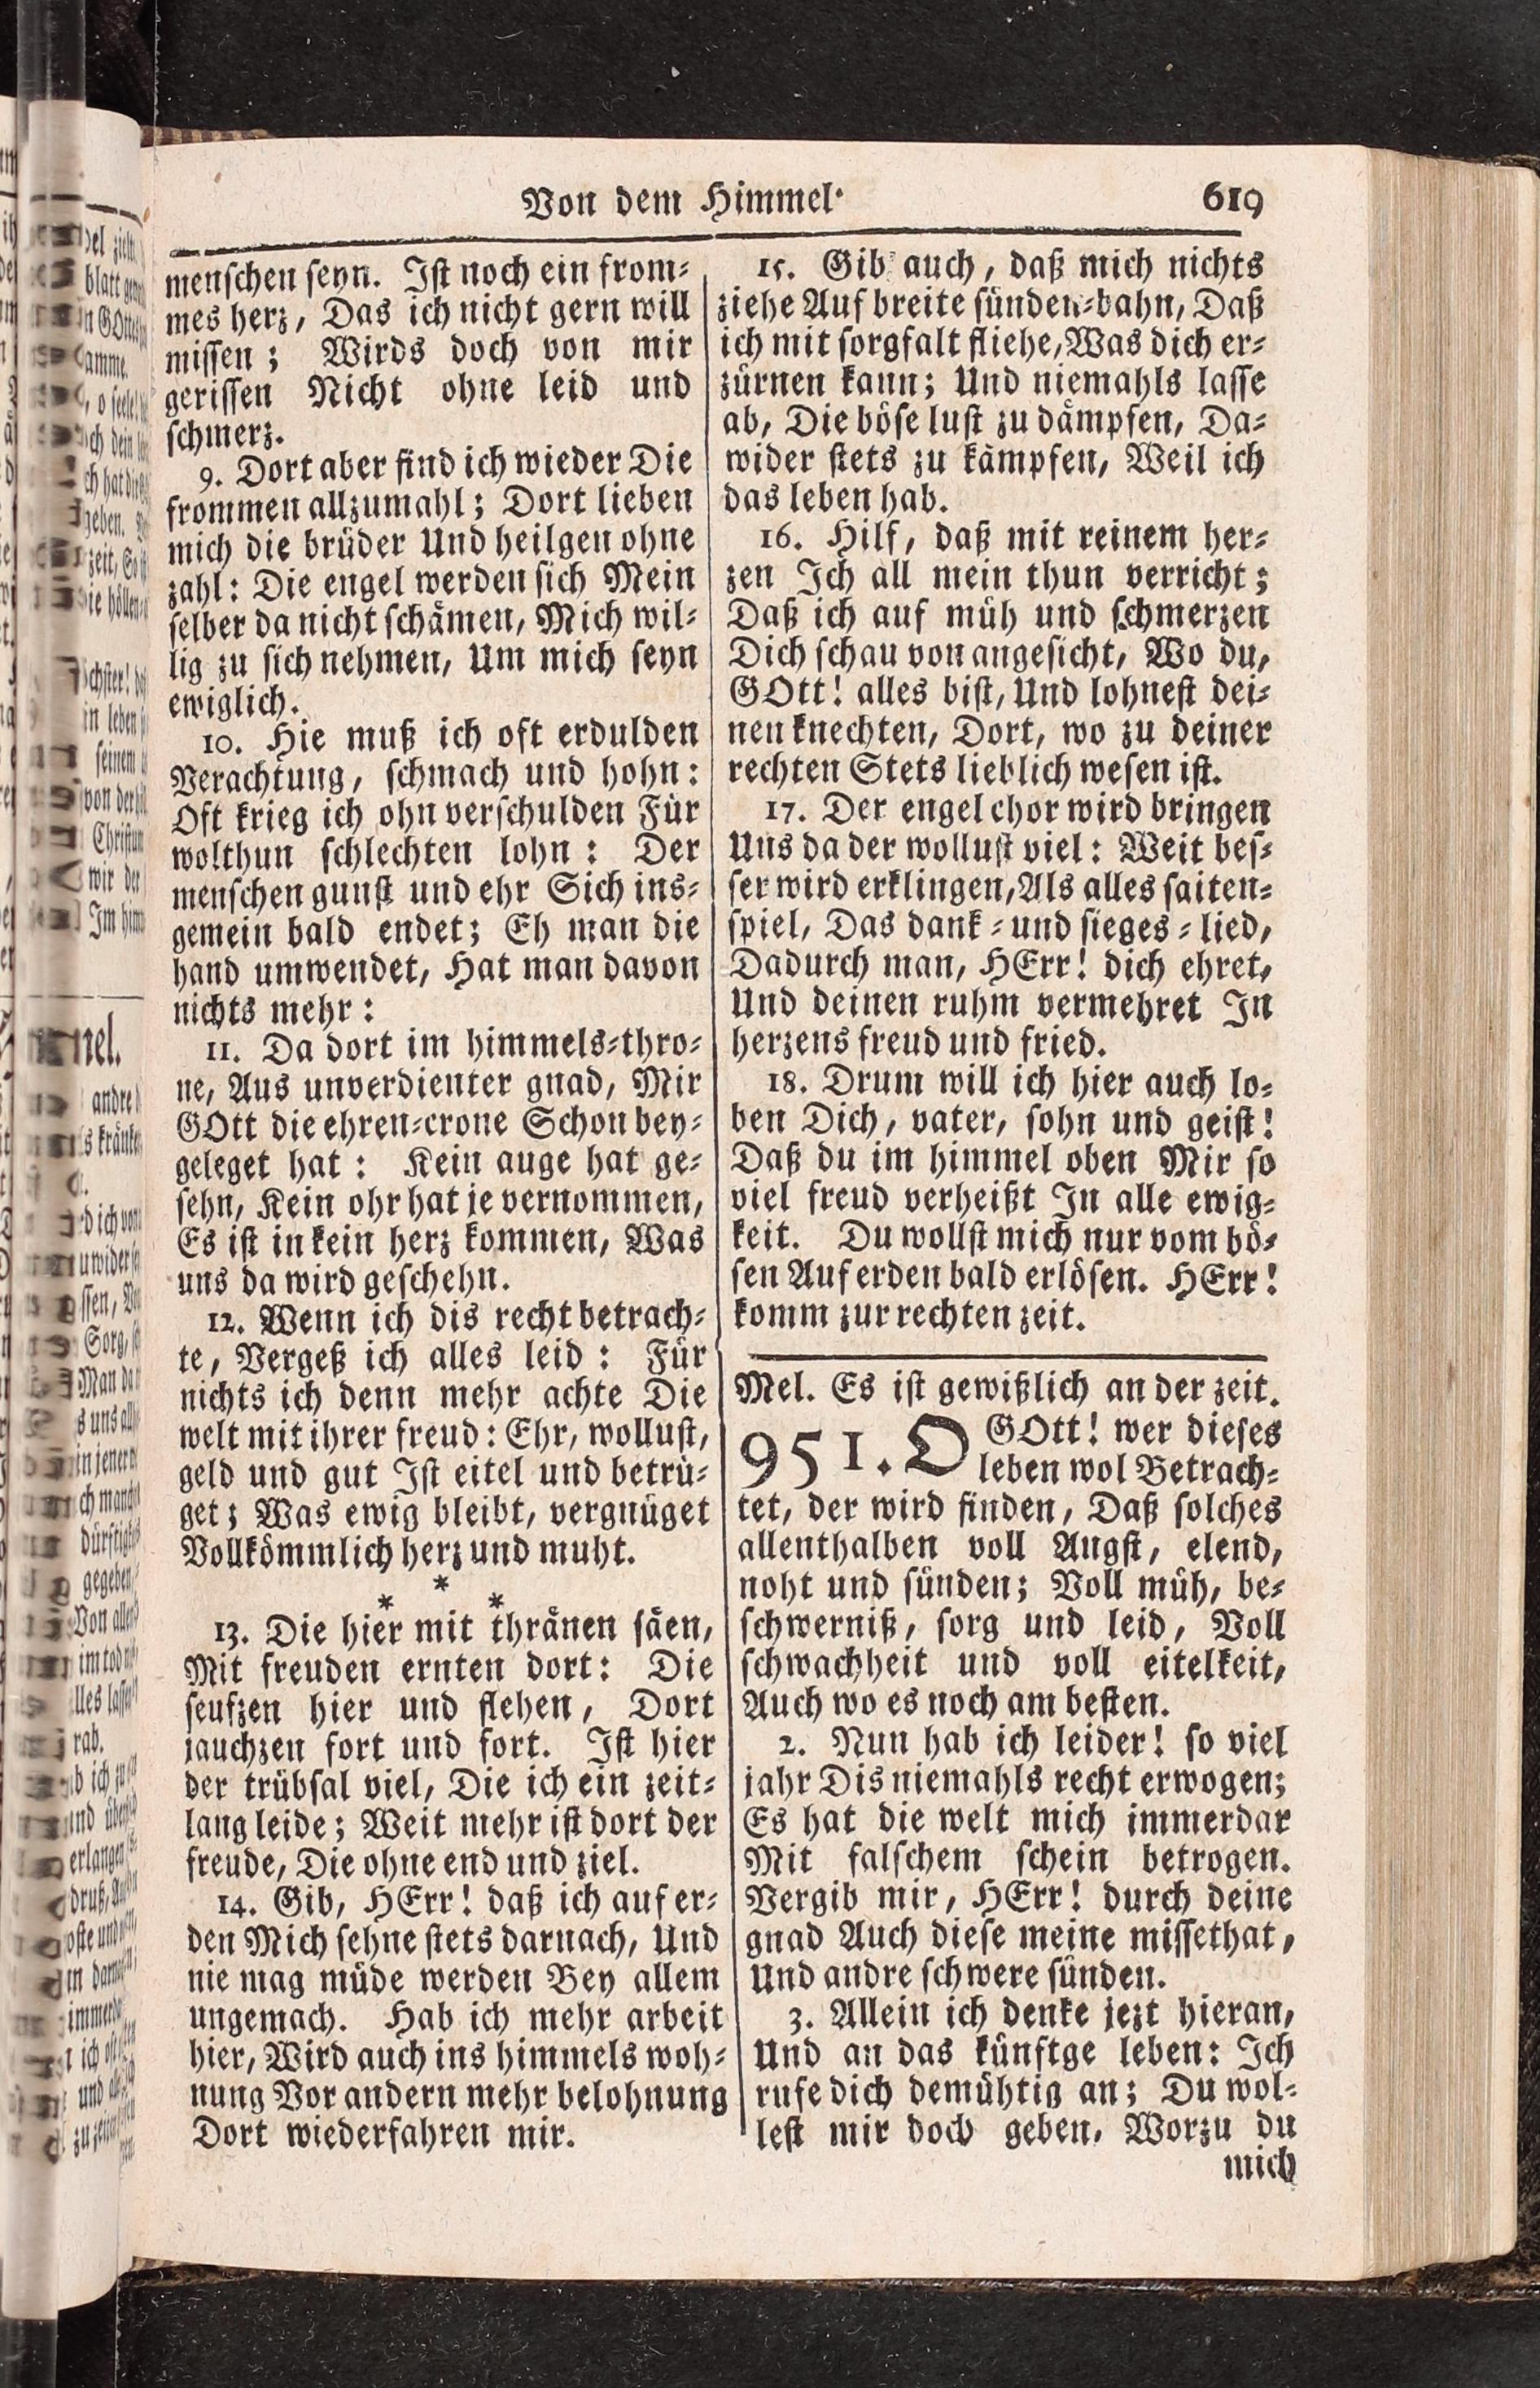 Von dem Himmel.
619
menschen seyn. Ist noch ein from-
mes herz, Das ich nicht gern will
missen; Wirds doch von mir
gerissen Nicht ohne leid und
schmerz.
9. Dort aber find ich wieder Die
frommen allzumahl; Dort lieben
mich die brüder Und heilgen ohne
zahl: Die engel werden sich Mein
selber da nicht schämen, Mich wil-
lig zu sich nehmen, Um mich seyn
ewiglich.
10. Hie muß ich oft erdulden
Verachtung, schmach und hohn:
Oft krieg ich ohn verschulden Für
wolthun schlechten lohn: Der
menschen gunst und ehr Sich ins-
gemein bald endet; Eh man die
hand umwendet, Hat man davon
nichts mehr:
11. Da dort im himmels-thro-
ne, Aus unverdienter gnad, Mir
GOtt die ehren-crone Schon bey-
geleget hat: Kein auge hat ge-
sehn, Kein ohr hat je vernommen,
Es ist in kein herz kommen, Was
uns da wird geschehn.
12. Wenn ich dis recht betrach-
te, Vergeß ich alles leid: Für
nichts ich denn mehr achte Die
welt mit ihrer freud: Ehr, wollust,
geld und gut Ist eitel und betrü-
get; Was ewig bleibt, vergnüget
Vollkömmlich herz und muht.
* * *
13. Die hier mit thränen säen,
Mit freuden ernten dort: Die
seufzen hier und flehen, Dort
jauchzen fort und fort. Ist hier
der trübsal viel, Die ich ein zeit-
lang leide; Weit mehr ist dort der
freude, Die ohne end und ziel.
14. Gib, HErr! daß ich auf er-
den Mich sehne stets darnach, Und
nie mag müde werden Bey allem
ungemach. Hab ich mehr arbeit
hier, Wird auch ins himmels woh-
nung Vor andern mehr belohnung
Dort wiederfahren mir.
15. Gib auch, daß mich nichts
ziehe Auf breite sünden-bahn, Daß
ich mit sorgfalt fliehe, Was dich er-
zürnen kann; Und niemahls lasse
ab, Die böse lust zu dämpfen, Da-
wider stets zu kämpfen, Weil ich
das leben hab.
16. Hilf, daß mit reinem her-
zen Ich all mein thun verricht;
Daß ich auf müh und schmerzen
Dich schau von angesicht, Wo du,
GOtt! alles bist, Und lohnest dei-
nen knechten, Dort, wo zu deiner
rechten Stets lieblich wesen ist.
17. Der engel chor wird bringen
Uns da der wollust viel: Weit bes-
ser wird erklingen, Als alles saiten-
spiel, Das dank- und sieges-lied,
Dadurch man, HErr! dich ehret,
Und deinen ruhm vermehret In
herzens freud und fried.
18. Drum will ich hier auch lo-
ben Dich, vater, sohn und geist!
Daß du im himmel oben Mir so
viel freud verheißt In alle ewig-
keit. Du wollst mich nur vom bö-
sen Auf erden bald erlösen. HErr!
komm zur rechten zeit.
Mel. Es ist gewißlich an der zeit.
951. O GOtt! wer dieses
leben wol Betrach-
tet, der wird finden, Daß solches
allenthalben voll Angst, elend,
noht und sünden; Voll müh, be-
schwerniß, sorg und leid, Voll
schwachheit und voll eitelkeit,
Auch wo es noch am besten.
2. Nun hab ich leider! so viel
jahr Dis niemahls recht erwogen;
Es hat die welt mich immerdar
Mit falschem schein betrogen.
Vergib mir, HErr! durch deine
gnad Auch diese meine missethat,
Und andre schwere sünden.
3. Allein ich denke jezt hieran,
Und an das künftge leben: Ich
rufe dich demühtig an; Du wol-
lest mir doch geben, Worzu du
mich